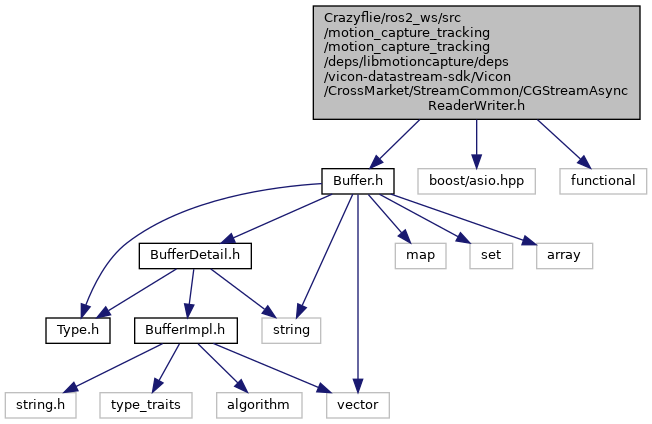 Crazyflie/ros2_ws/src
/motion_capture_tracking
/motion_capture_tracking
/deps/libmotioncapture/deps
/vicon-datastream-sdk/Vicon
/CrossMarket/StreamCommon/CGStreamAsync
ReaderWriter.h
Buffer.h
boost/asio.hpp
functional
BufferDetail.h
map
set
array
Type.h
BufferImpl.h
string
string.h
type_traits
algorithm
vector